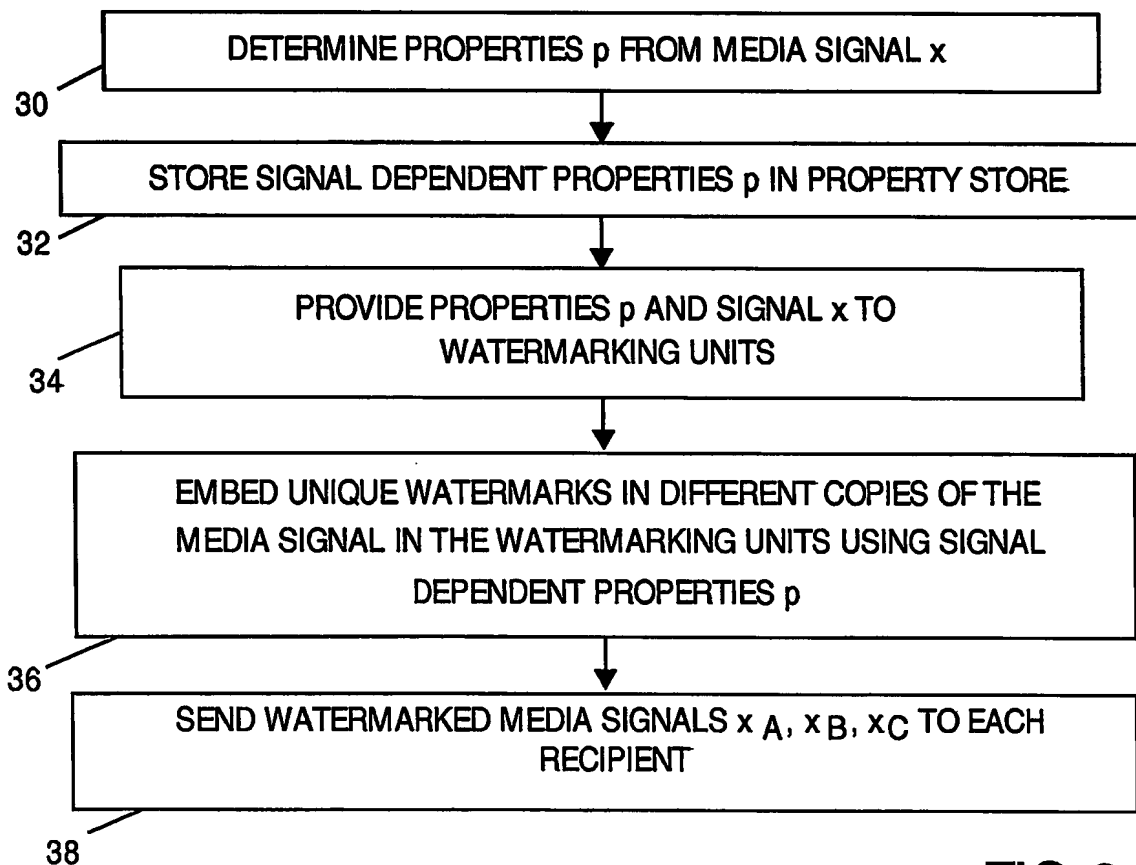 DETERMINE PROPERTIES p FROM MEDIA SIGNAL x
30
STORE SIGNAL DEPENDENT PROPERTIES p IN PROPERTY STORE
32
PROVIDE PROPERTIES p AND SIGNAL x TO
WATERMARKING UNITS
34
EMBED UNIQUE WATERMARKS IN DIFFERENT COPIES OF THE
MEDIA SIGNAL IN THE WATERMARKING UNITS USING SIGNAL
DEPENDENT PROPERTIES p
36
SEND WATERMARKED MEDIA SIGNALS x A, x B, x C TO EACH
RECIPIENT
38